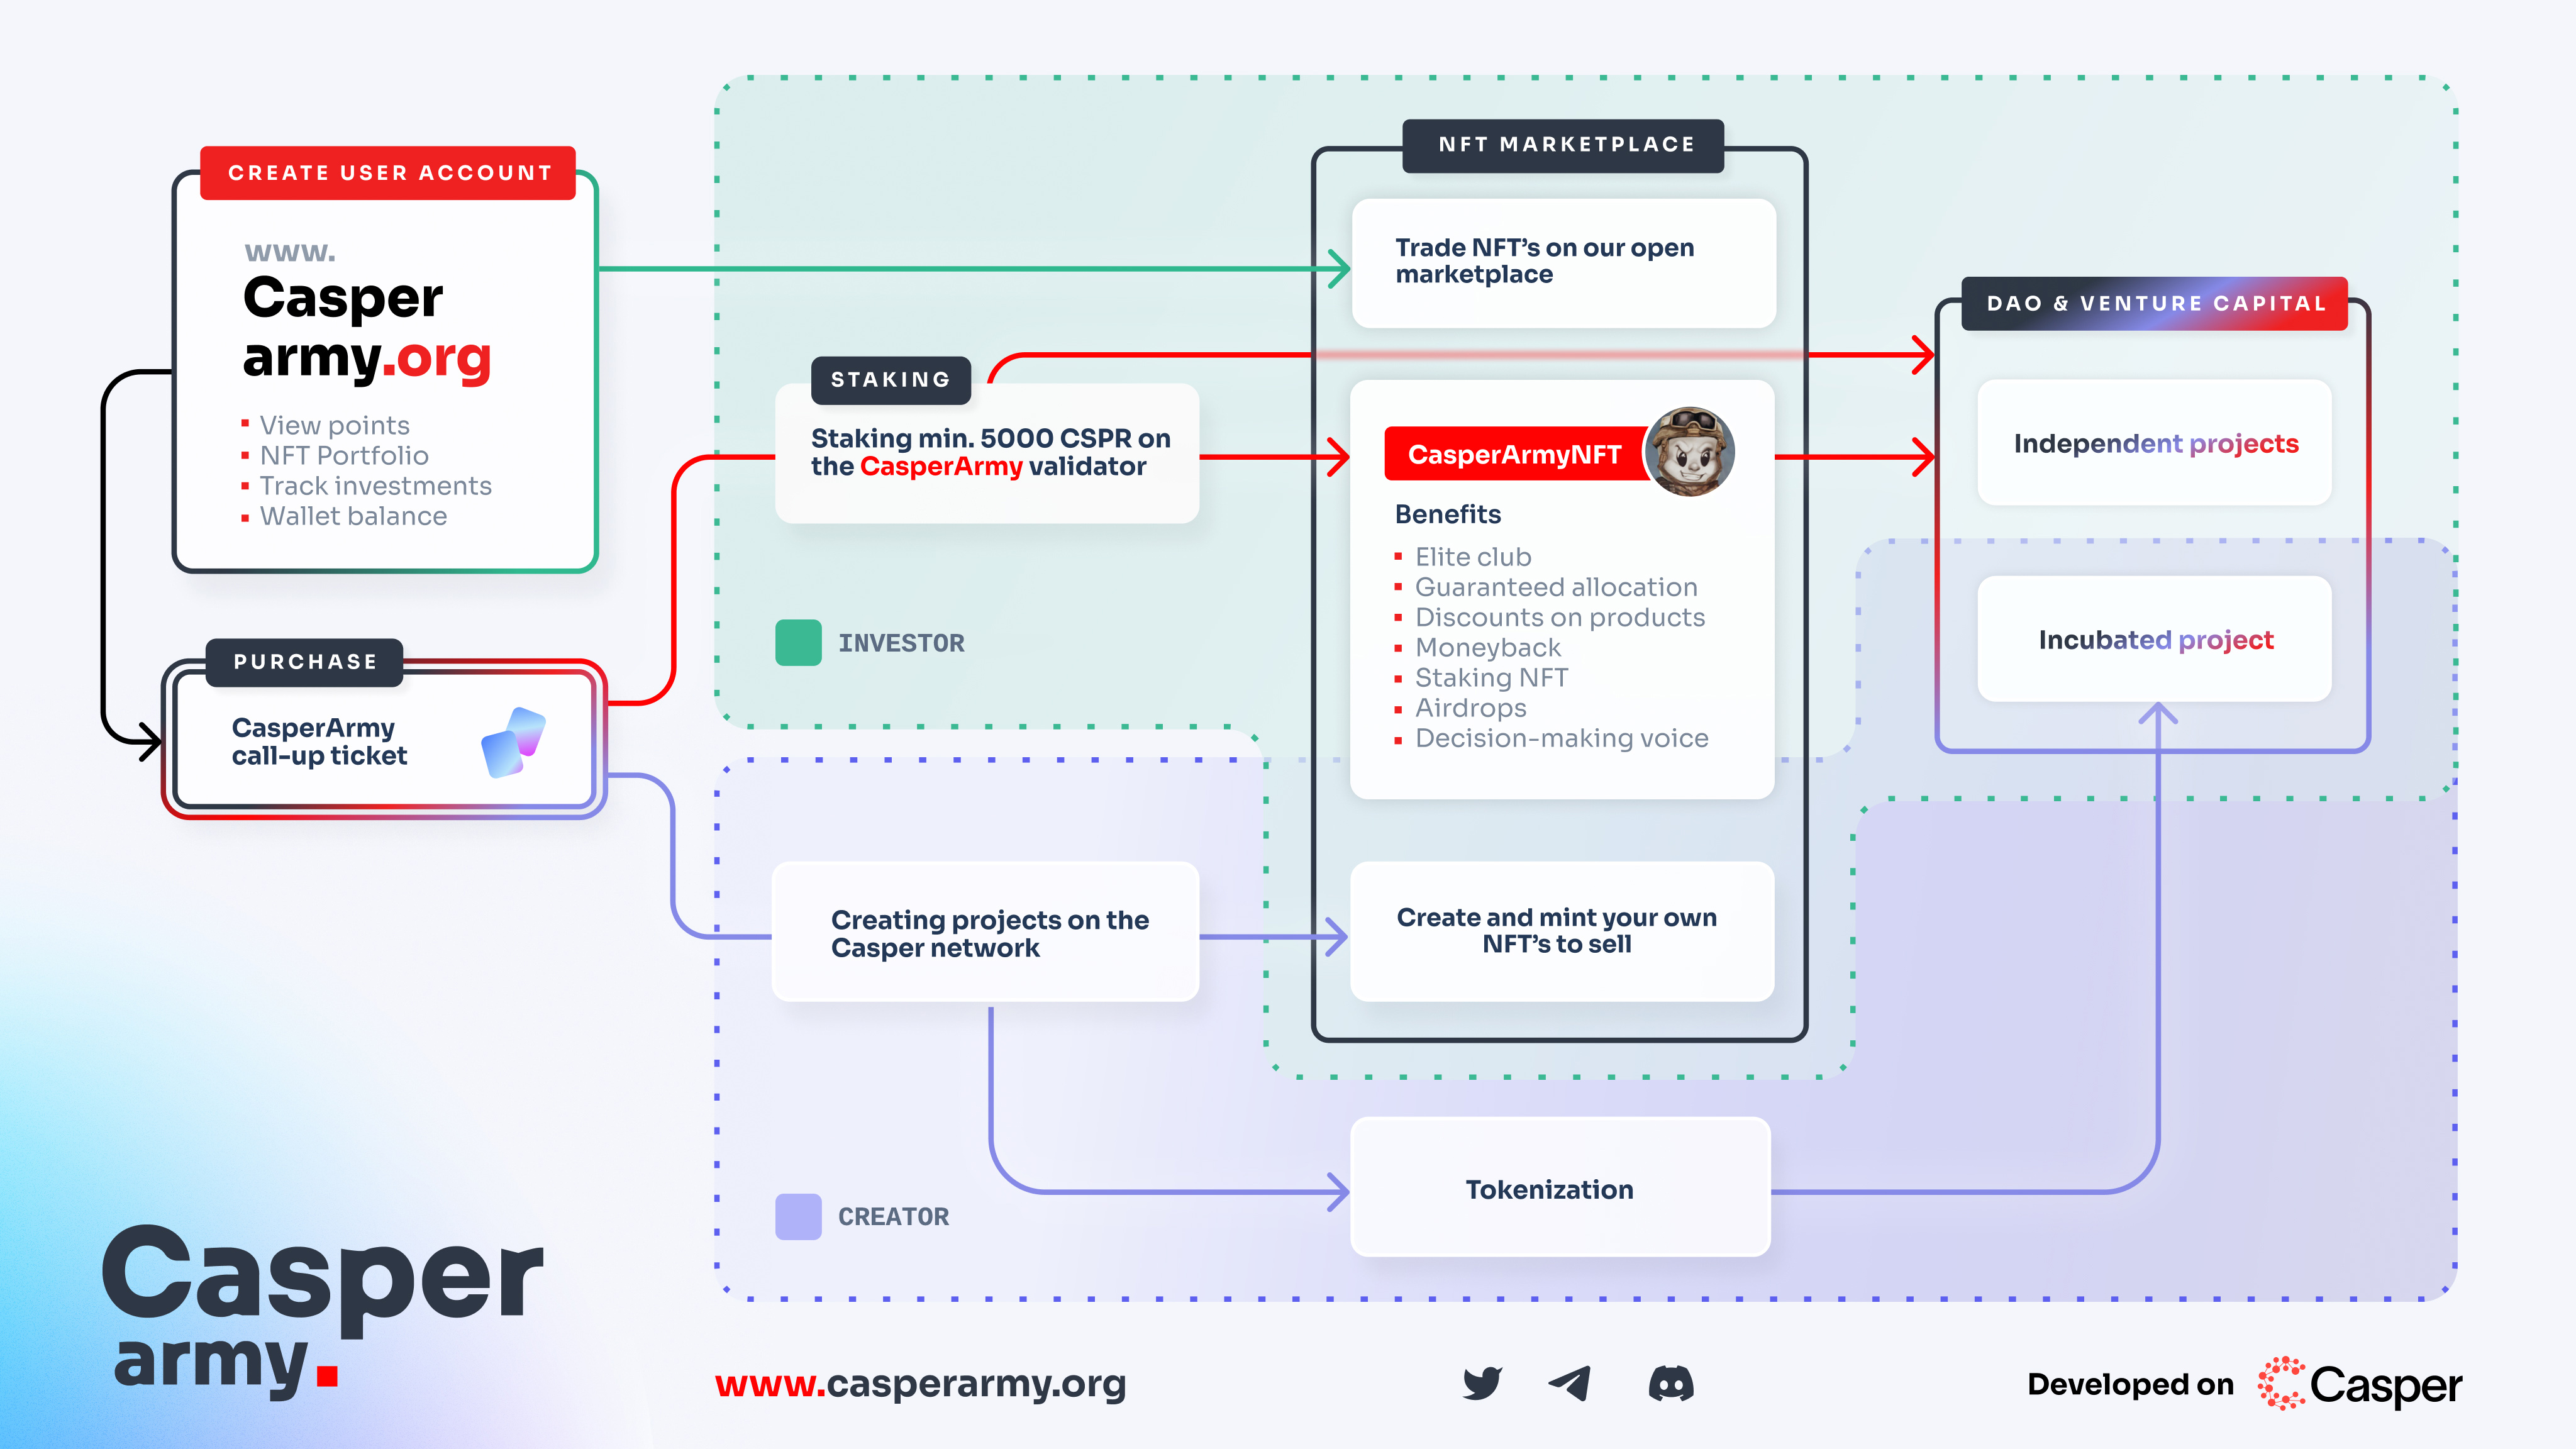 CREATE USER ACCOUNT
www.
Casper
army.org
View points
NFT Portfolio
Track investments
Wallet balance
PURCHASE
CasperArmy
call-up ticket
STAKING
Staking min. 5000 CSPR on
the CasperArmy validator
INVESTOR
NFT MARKETPLACE
Trade NFT’s on our open
marketplace
CasperArmyNFT
Benefits
Elite club
Guaranteed allocation
Discounts on products
Moneyback
Staking NFT
Airdrops
Decision-making voice
DAO & VENTURE CAPITAL
Independent projects
Incubated project
Creating projects on the
Casper network
Create and mint your own
NFT’s to sell
Tokenization
CREATOR
Casper
army.
www.casperarmy.org
Developed on Casper